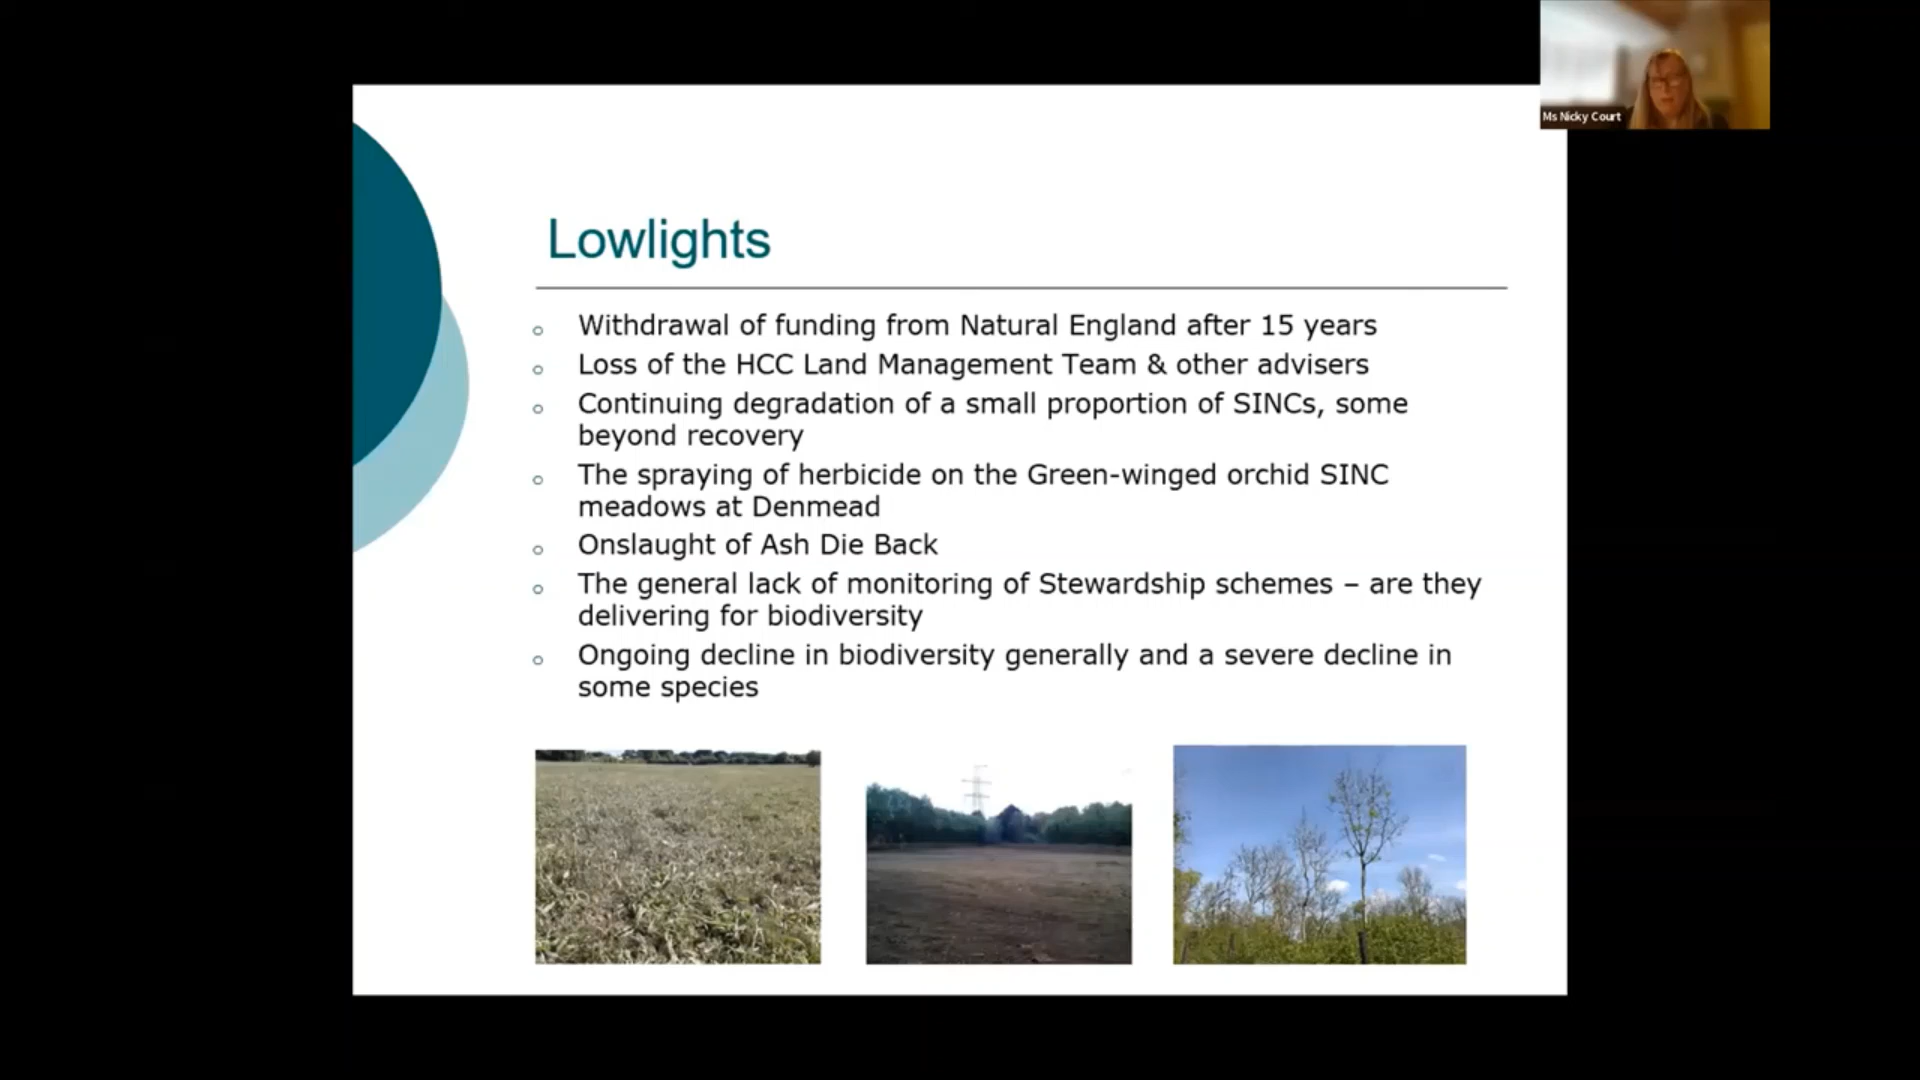 Ms Nicky Court
Lowlights
Withdrawal of funding from Natural England after 15 years
Loss of the HCC Land Management Team & other advisers
Continuing degradation of a small proportion of SINCs, some
beyond recovery
The spraying of herbicide on the Green-winged orchid SINC
meadows at Denmead
Onslaught of Ash Die Back
The general lack of monitoring of Stewardship schemes – are they
delivering for biodiversity
Ongoing decline in biodiversity generally and a severe decline in
some species